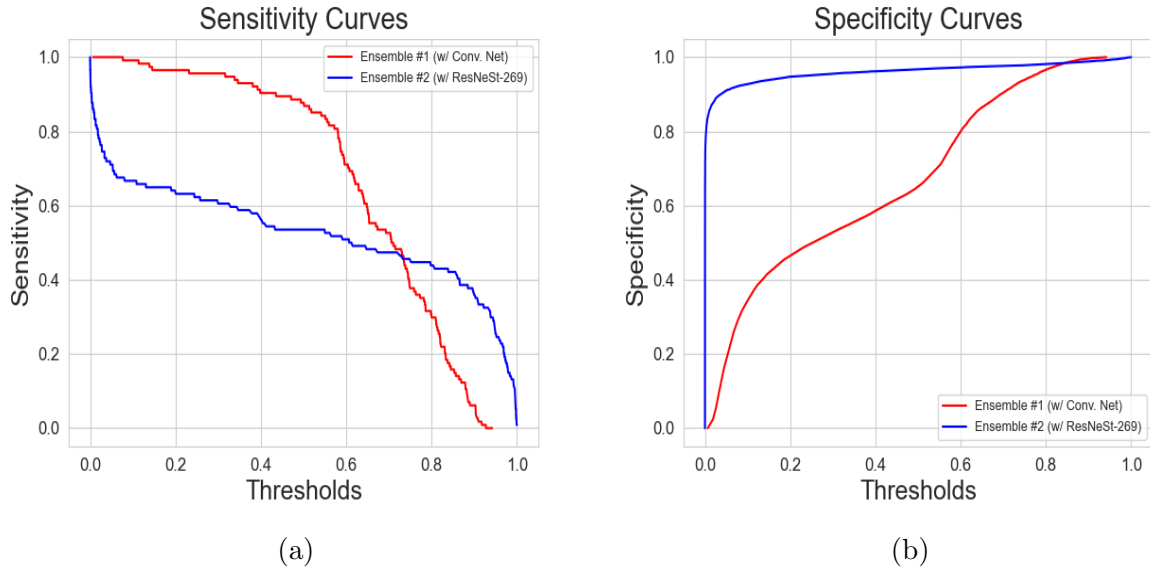 Sensitivity Curves
Ensemble #1 (w/ Conv. Net)
Ensemble #2 (w/ ResNeSt-269)
Sensitivity
1.0
0.8
0.6
0.4
0.2
0.0
0.0 0.2 0.4 0.6 0.8 1.0
Thresholds
(a)
Specificity Curves
Specificity
1.0
0.8
0.6
0.4
0.2
0.0
Ensemble #1 (w/ Conv. Net)
Ensemble #2 (w/ ResNeSt-269)
0.0 0.2 0.4 0.6 0.8 1.0
Thresholds
(b)